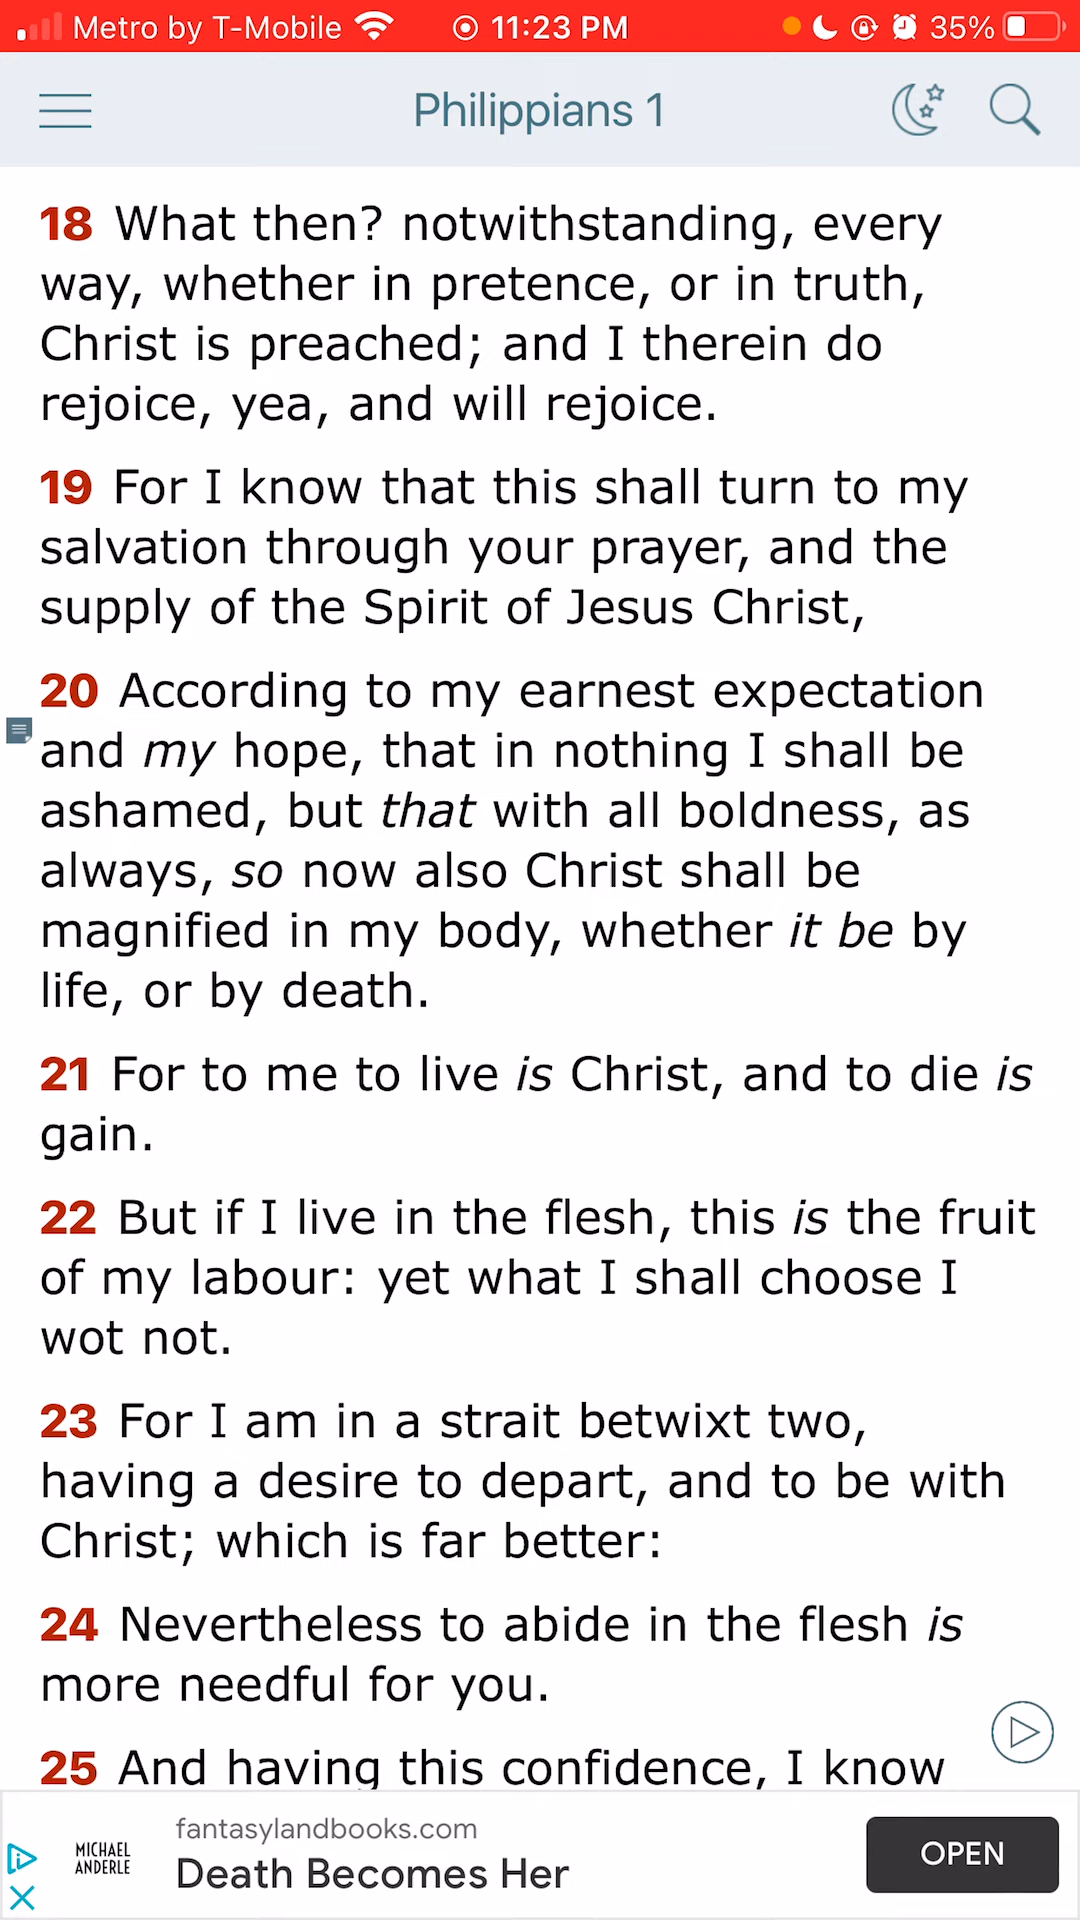 Metro by T-Mobile 11:23 PM 35%
Philippians 1
18 What then? notwithstanding, every
way, whether in pretence, or in truth,
Christ is preached; and I therein do
rejoice, yea, and will rejoice.
19 For I know that this shall turn to my
salvation through your prayer, and the
supply of the Spirit of Jesus Christ,
20 According to my earnest expectation
and my hope, that in nothing I shall be
ashamed, but that with all boldness, as
always, so now also Christ shall be
magnified in my body, whether it be by
life, or by death.
21 For to me to live is Christ, and to die is
gain.
22 But if I live in the flesh, this is the fruit
of my labour: yet what I shall choose I
wot not.
23 For I am in a strait betwixt two,
having a desire to depart, and to be with
Christ; which is far better:
24 Nevertheless to abide in the flesh is
more needful for you.
25 And having this confidence, I know
fantasylandbooks.com
MICHAEL
ANDERLE
Death Becomes Her
OPEN